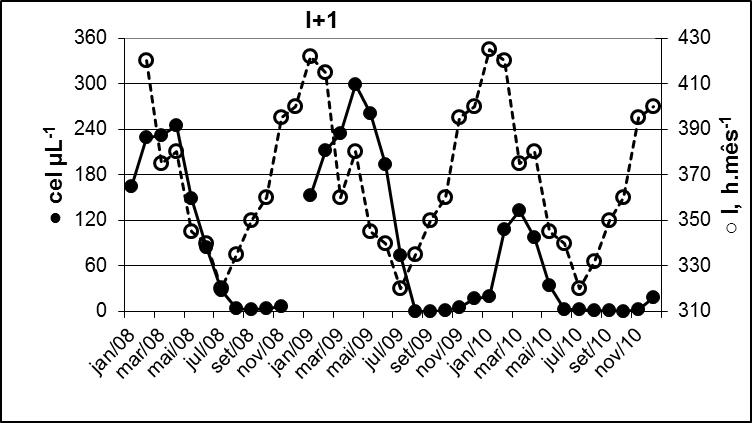 I+1
● cel µL-1
360
300
240
180
120
60
0
430
410
390
370
350
330
310
○ I, h.mês-1
jan/08
mar/08
mai/08
jul/08
set/08
nov/08
jan/09
mar/09
mai/09
jul/09
set/09
nov/09
jan/10
mar/10
mai/10
jul/10
set/10
nov/10